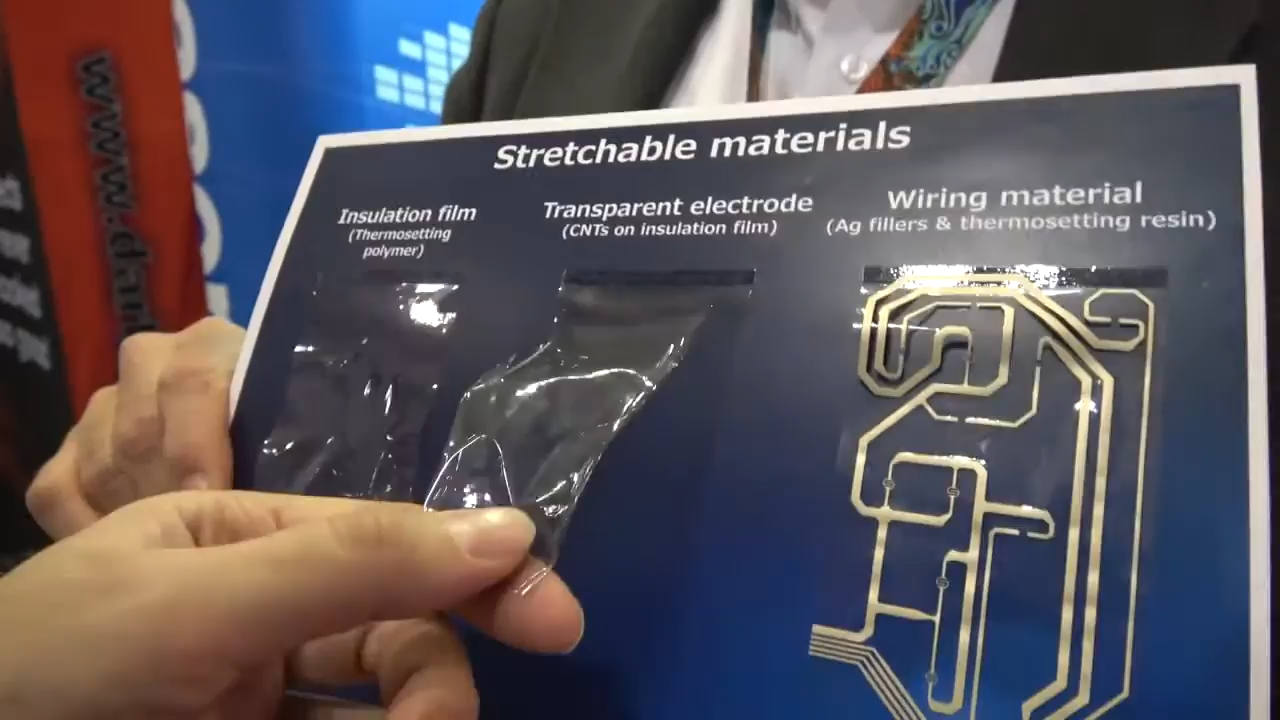 Stretchable materials
Insulation film
(Thermosetting
polymer)
Transparent electrode
(CNTs on insulation film)
Wiring material
(Ag fillers & thermosetting resin)